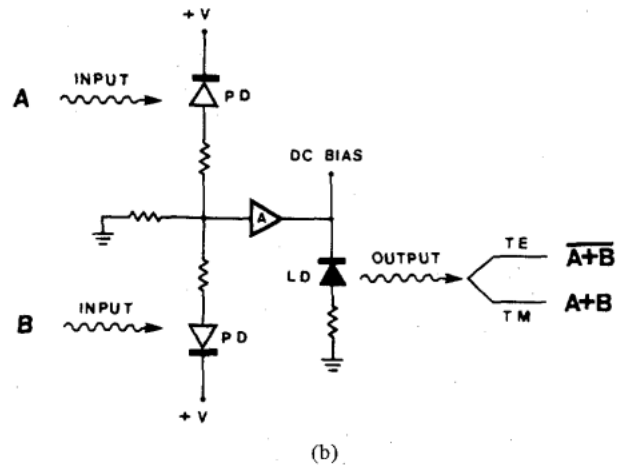 + V
A
INPUT
PD
DC BIAS
A
LD
OUTPUT
TE
A+B
TM
A+B
B
INPUT
PD
+ V
(b)